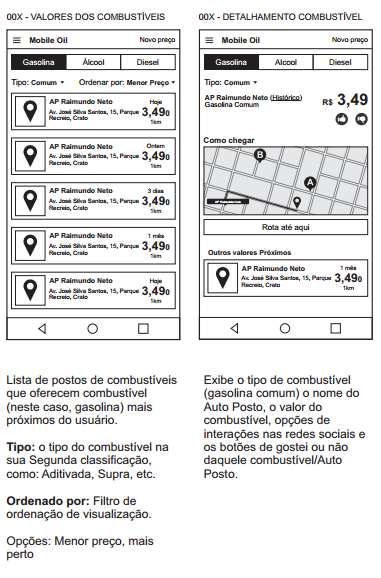 00X - VALORES DOS COMBUSTÍVEIS
Mobile Oil
Novo preço
Gasolina
Álcool
Diesel
Tipo: Comum
Ordenar por: Menor Preço
AP Raimundo Neto
Av. José Silva Santos, 15, Parque
Recreio, Crato
Hoje
3,490
1km
AP Raimundo Neto
Av. José Silva Santos, 15, Parque
Recreio, Crato
Ontem
3,490
1km
AP Raimundo Neto
Av. José Silva Santos, 15, Parque
Recreio, Crato
3 dias
3,490
1km
AP Raimundo Neto
Av. José Silva Santos, 15, Parque
Recreio, Crato
1 mês
3,490
1km
AP Raimundo Neto
Av. José Silva Santos, 15, Parque
Recreio, Crato
Hoje
3,490
1km
Lista de postos de combustíveis
que oferecem combustível
(neste caso, gasolina) mais
próximos do usuário.
Tipo: o tipo do combustível na
sua Segunda classificação,
como: Aditivada, Supra, etc.
Ordenado por: Filtro de
ordenação de visualização.
Opções: Menor preço, mais
perto
00X - DETALHAMENTO COMBUSTÍVEL
Mobile Oil
Novo preço
Gasolina
Álcool
Diesel
Tipo: Comum
AP Raimundo Neto (Histórico)
Gasolina Comum
R$ 3,49
Como chegar
B
A
AP Raimundo Neto
Rota até aqui
Outros valores Próximos
AP Raimundo Neto
Av. José Silva Santos, 15, Parque
Recreio, Crato
1 mês
3,490
1km
Exibe o tipo de combustível
(gasolina comum) o nome do
Auto Posto, o valor do
combustível, opções de
interações nas redes sociais e
os botões de gostei ou não
daquele combustível/Auto
Posto.